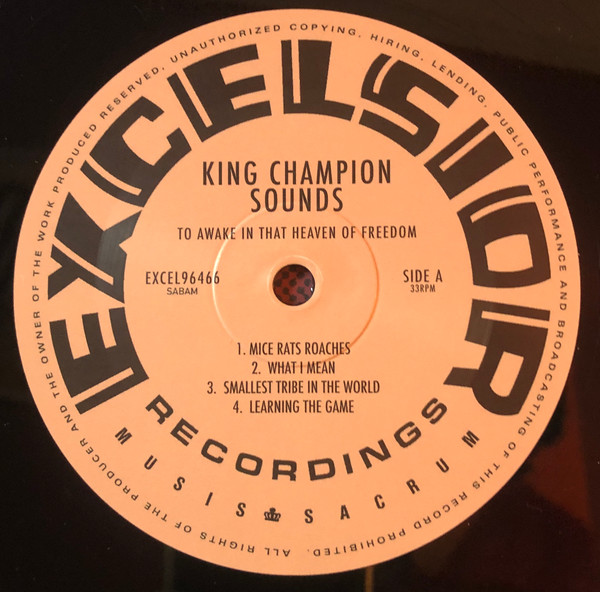 ALL RIGHTS OF THE PRODUCER AND THE OWNER OF THE WORK PRODUCED RESERVED. UNAUTHORIZED COPYING, HIRING, LENDING, PUBLIC PERFORMANCE AND BROADCASTING OF THIS RECORD PROHIBITED.
EXCELSIOR
KING CHAMPION
SOUNDS
TO AWAKE IN THAT HEAVEN OF FREEDOM
EXCEL96466
SABAM
SIDE A
33RPM
1. MICE RATS ROACHES
2. WHAT I MEAN
3. SMALLEST TRIBE IN THE WORLD
4. LEARNING THE GAME
RECORDINGS
MUSIS SACRUM